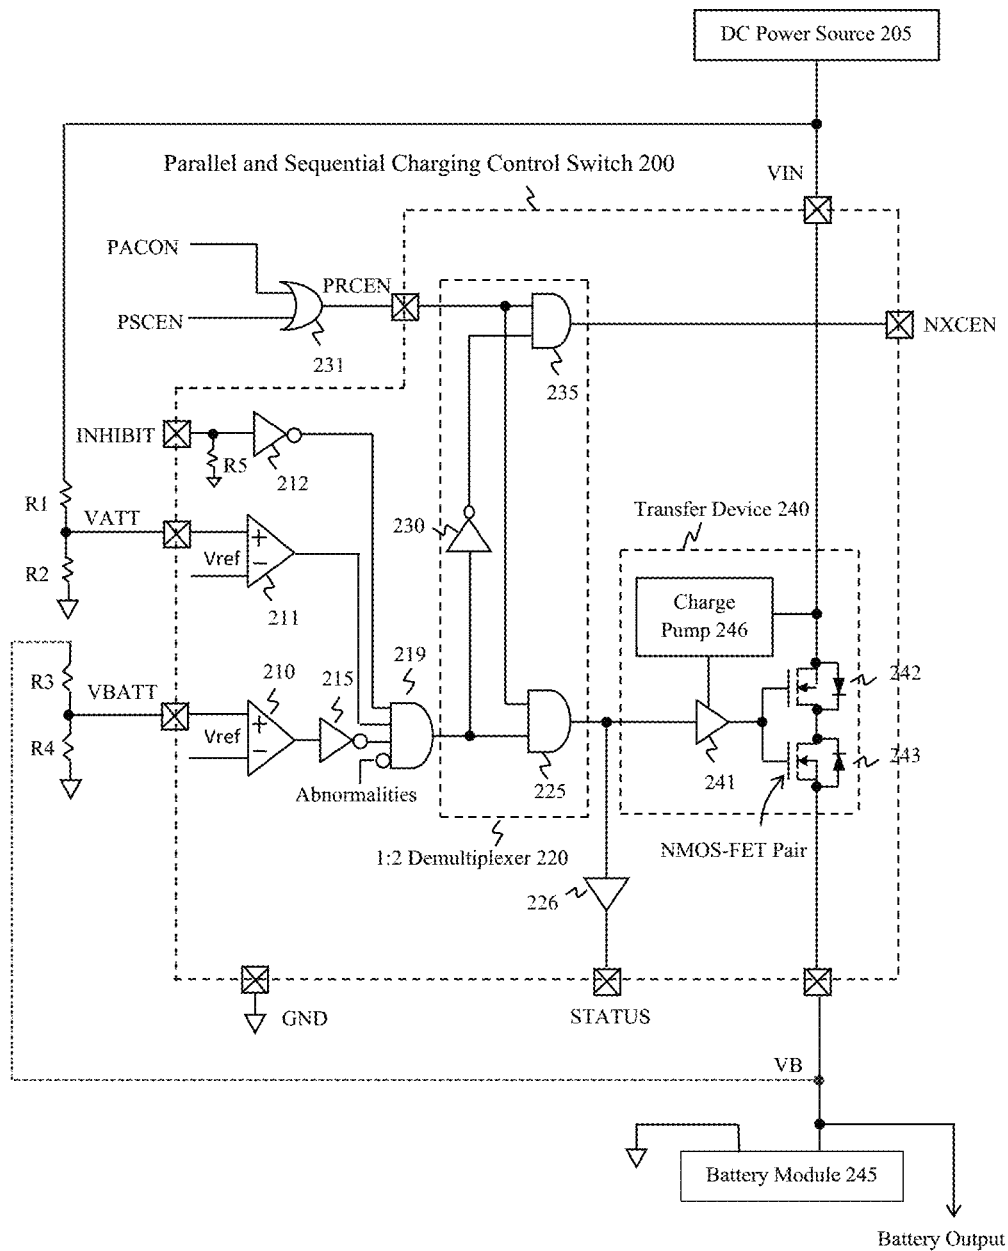 DC Power Source 205
Parallel and Sequential Charging Control Switch 200
VIN
PACON
PRCEN
PSCEN
231
235
NXCEN
INHIBIT
R5
212
R1
VATT
Vref
230
Transfer Device 240
R2
211
Charge
Pump 246
219
R3
VBATT
210
215
242
R4
Vref
241
243
Abnormalities
225
1:2 Demultiplexer 220
NMOS-FET Pair
226
GND
STATUS
VB
Battery Module 245
Battery Output